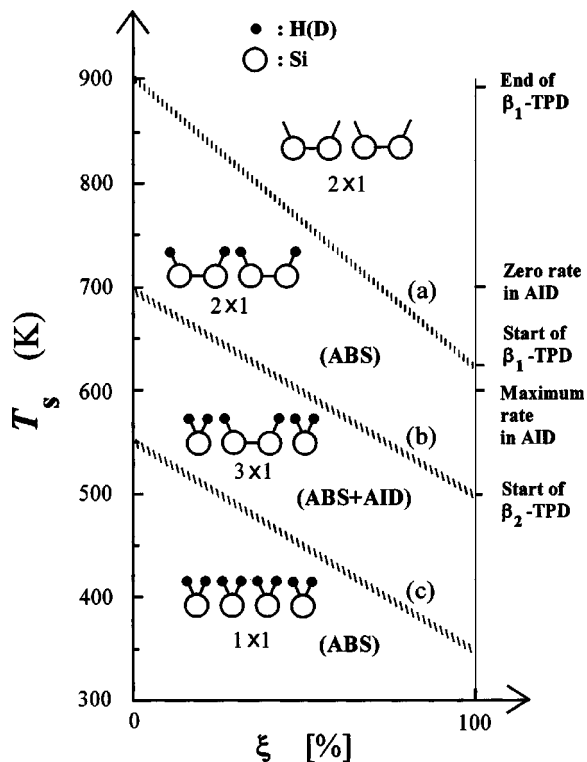 ● : H(D)
○ : Si
900
800
700
600
500
400
300
T_s (K)
End of
β₁-TPD
2×1
Zero rate
in AID
(a)
2×1
Start of
β₁-TPD
(ABS)
Maximum
rate
in AID
(b)
3×1
(ABS+AID)
Start of
β₂-TPD
(c)
1×1
(ABS)
0
100
ξ [%]